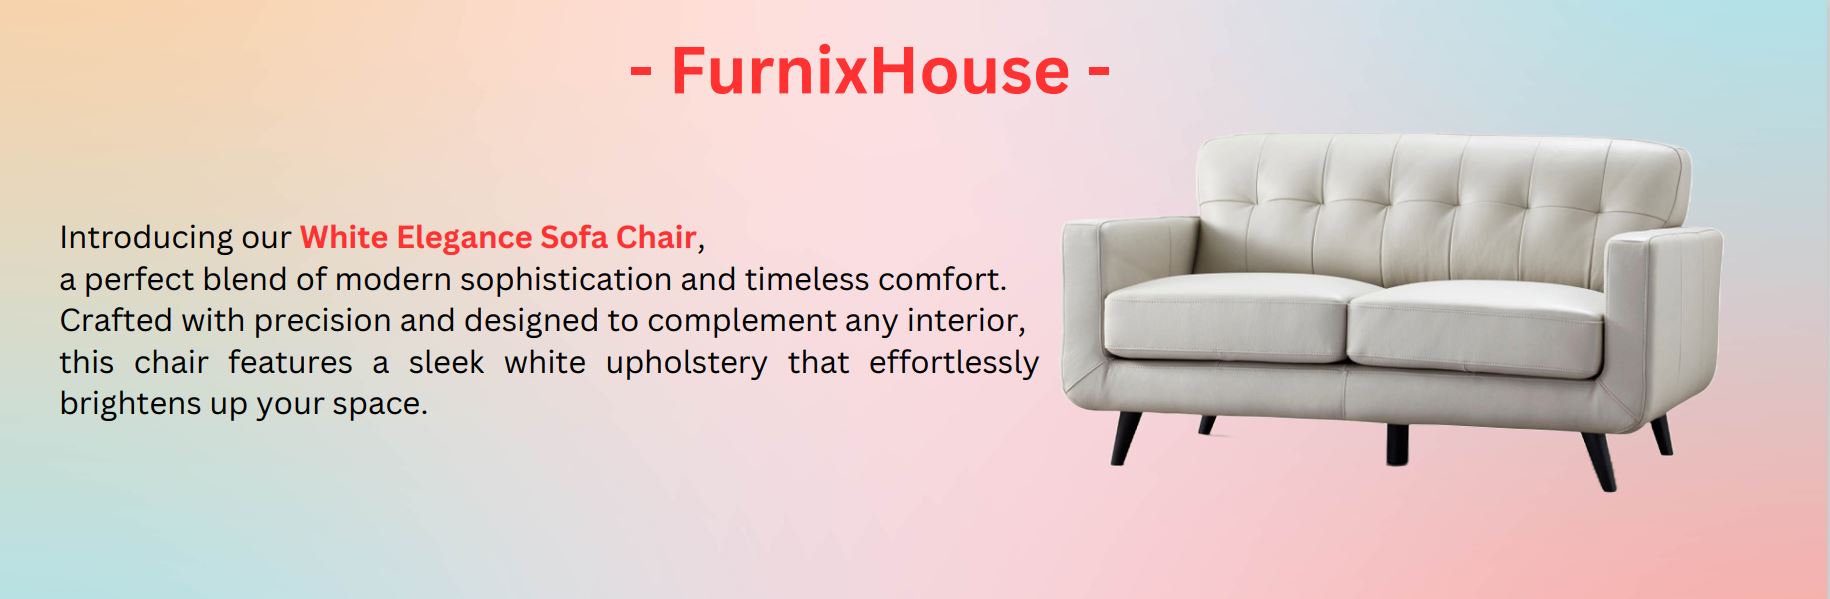 - FurnixHouse -
Introducing our White Elegance Sofa Chair,
a perfect blend of modern sophistication and timeless comfort.
Crafted with precision and designed to complement any interior,
this chair features a sleek white upholstery that effortlessly
brightens up your space.